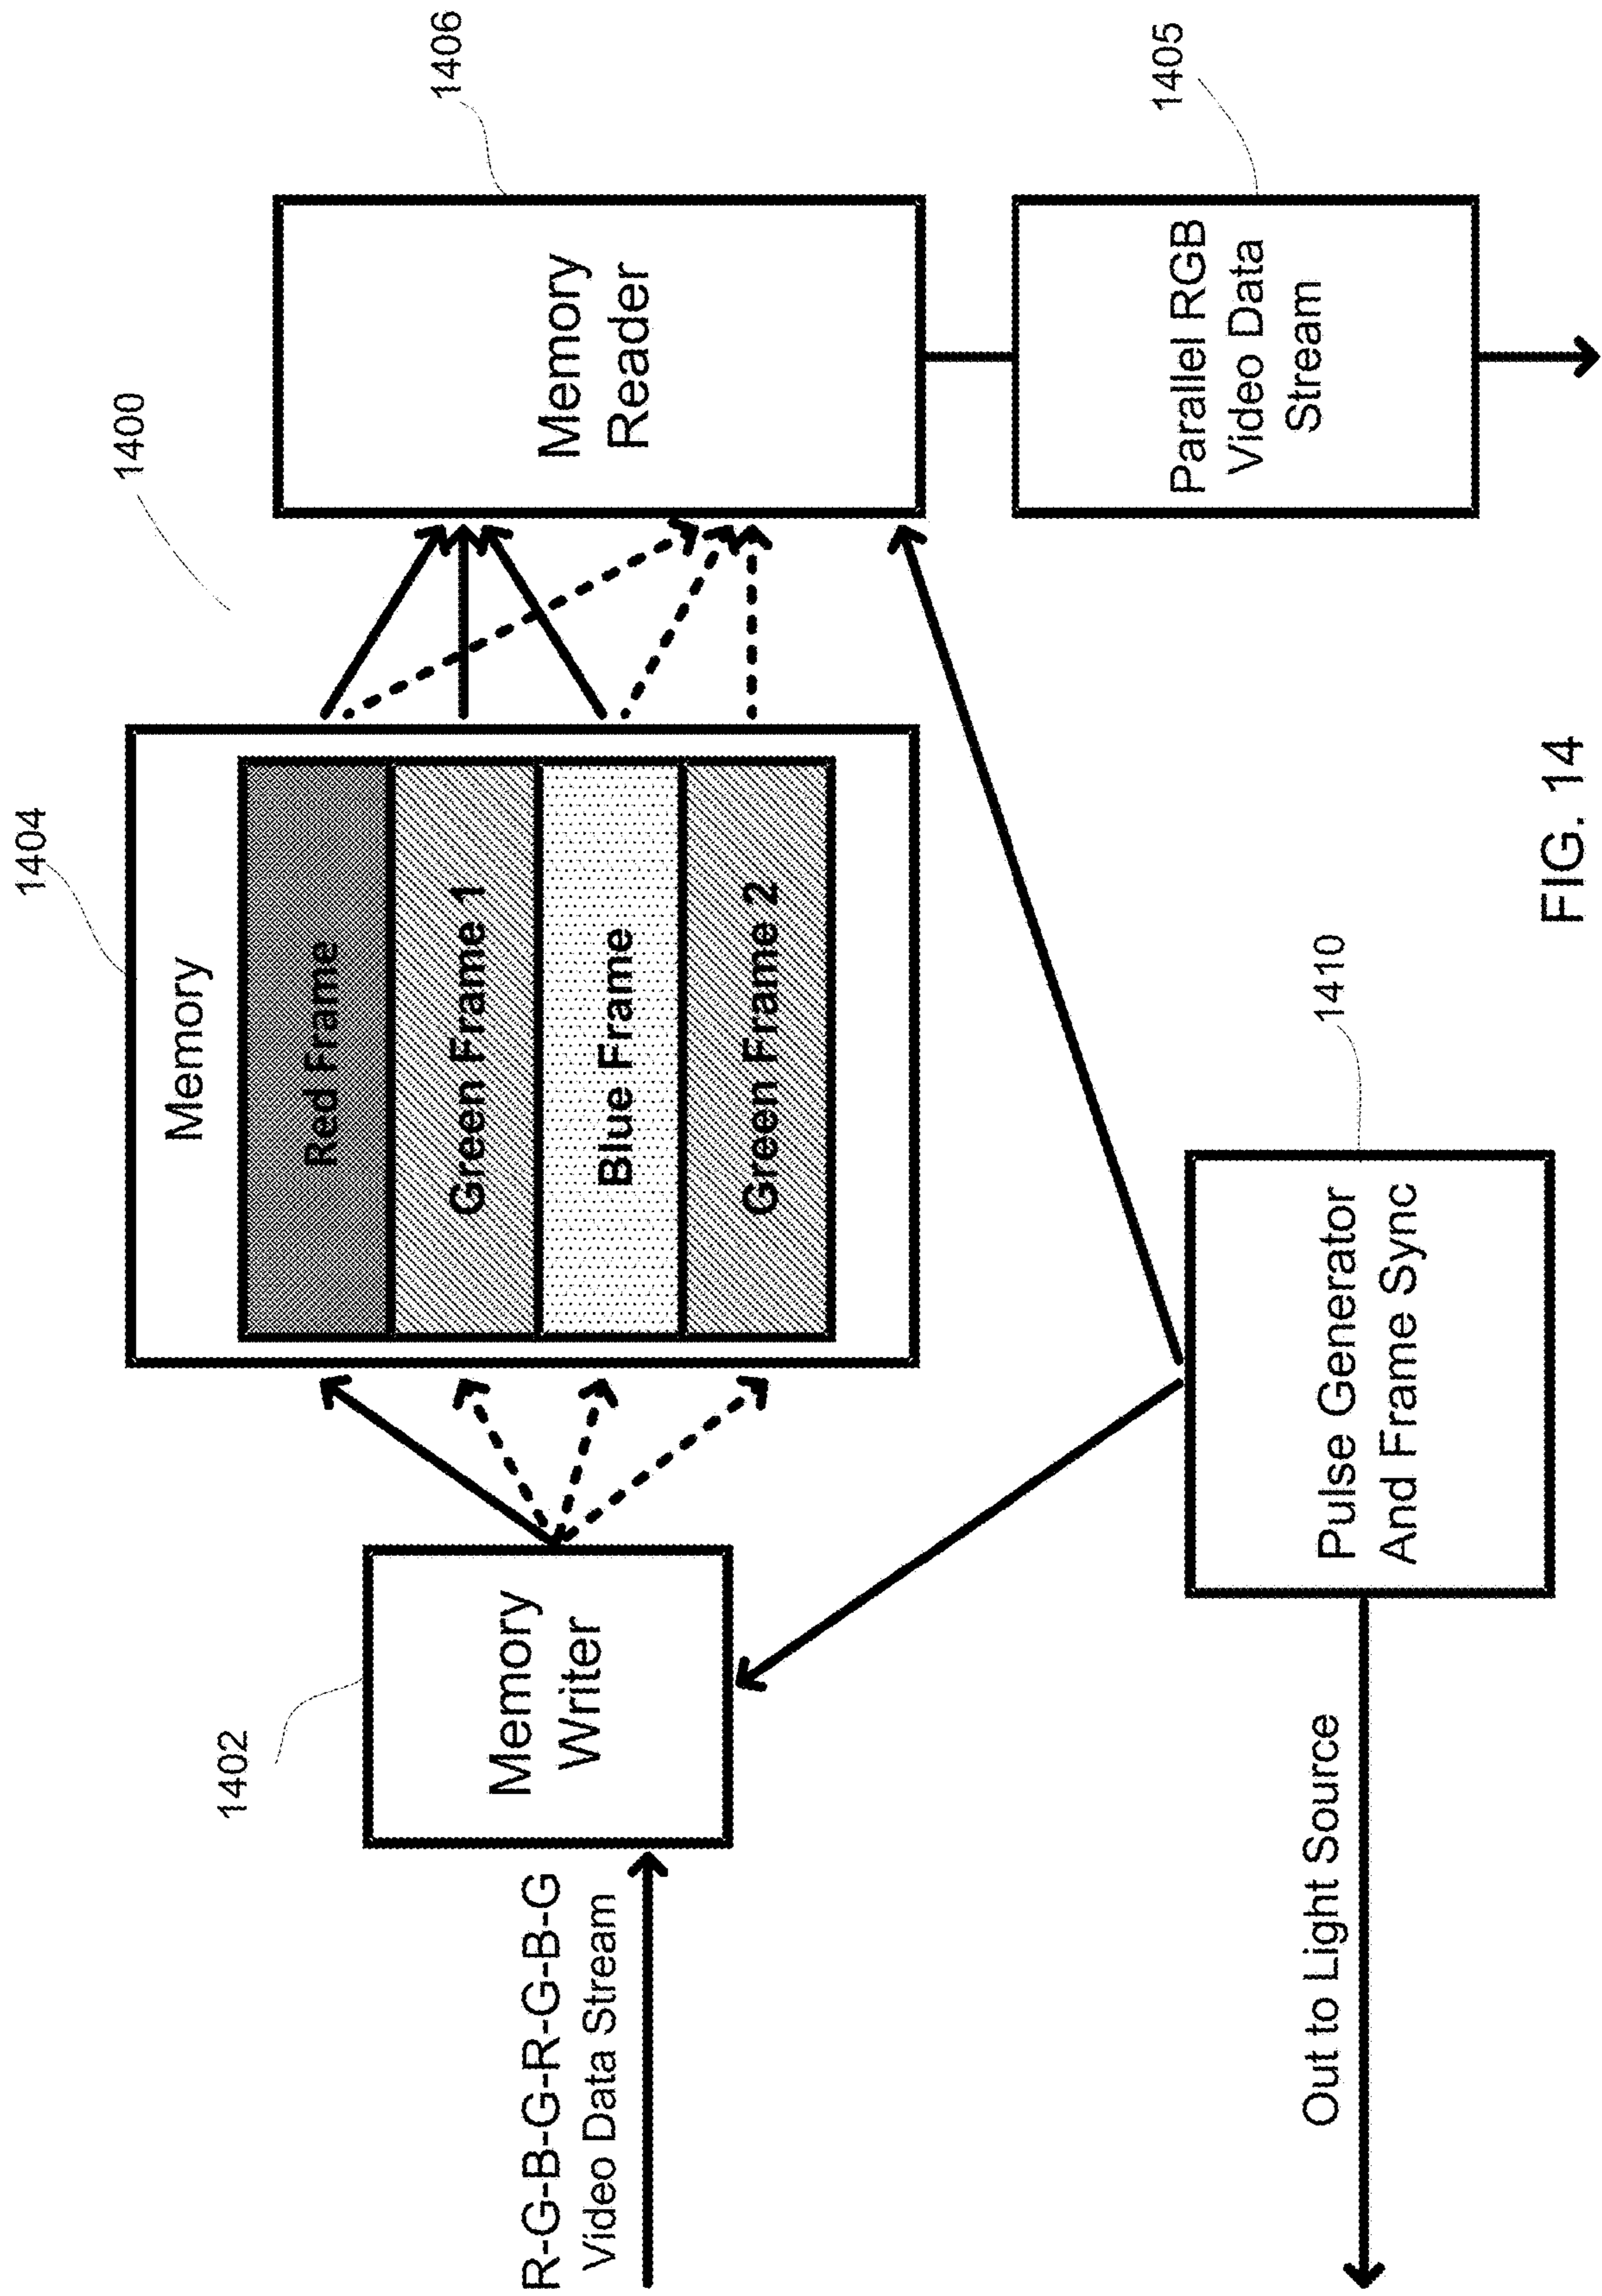 1404
1400
1406
1402
Memory
Red Frame
Green Frame 1
Blue Frame
Green Frame 2
Memory
Reader
R-G-B-G-R-G-B-G
Video Data Stream
Memory
Writer
1405
Parallel RGB
Video Data
Stream
1410
Out to Light Source
Pulse Generator
And Frame Sync
FIG. 14